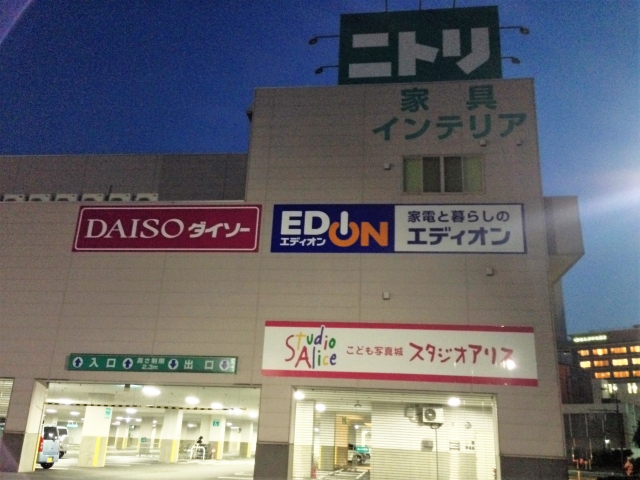 ニトリ
家具
インテリア
DAISO ダイソー
EDION
エディオン
家電と暮らしの
エディオン
Studio
Alice
こども写真城 スタジオアリス
入口
高さ制限
2.3m
出口